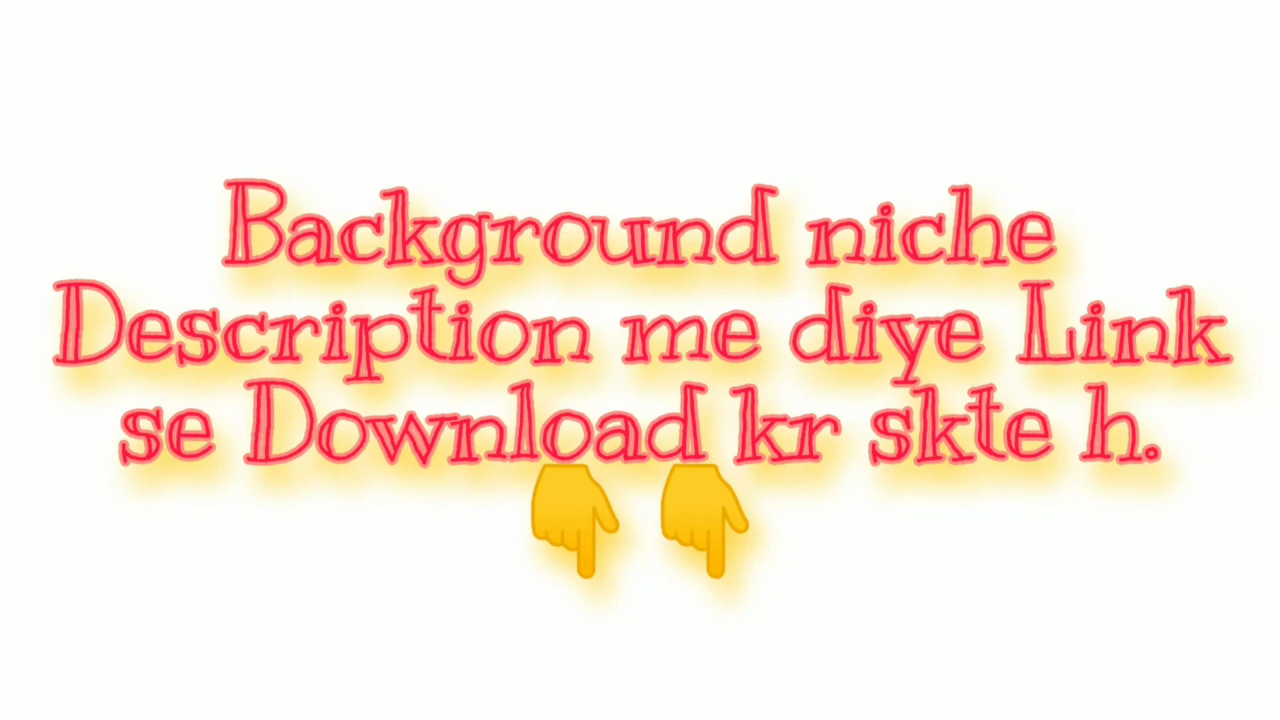 Background niche
Description me diye Link
se Download kr skte h.
👇 👇